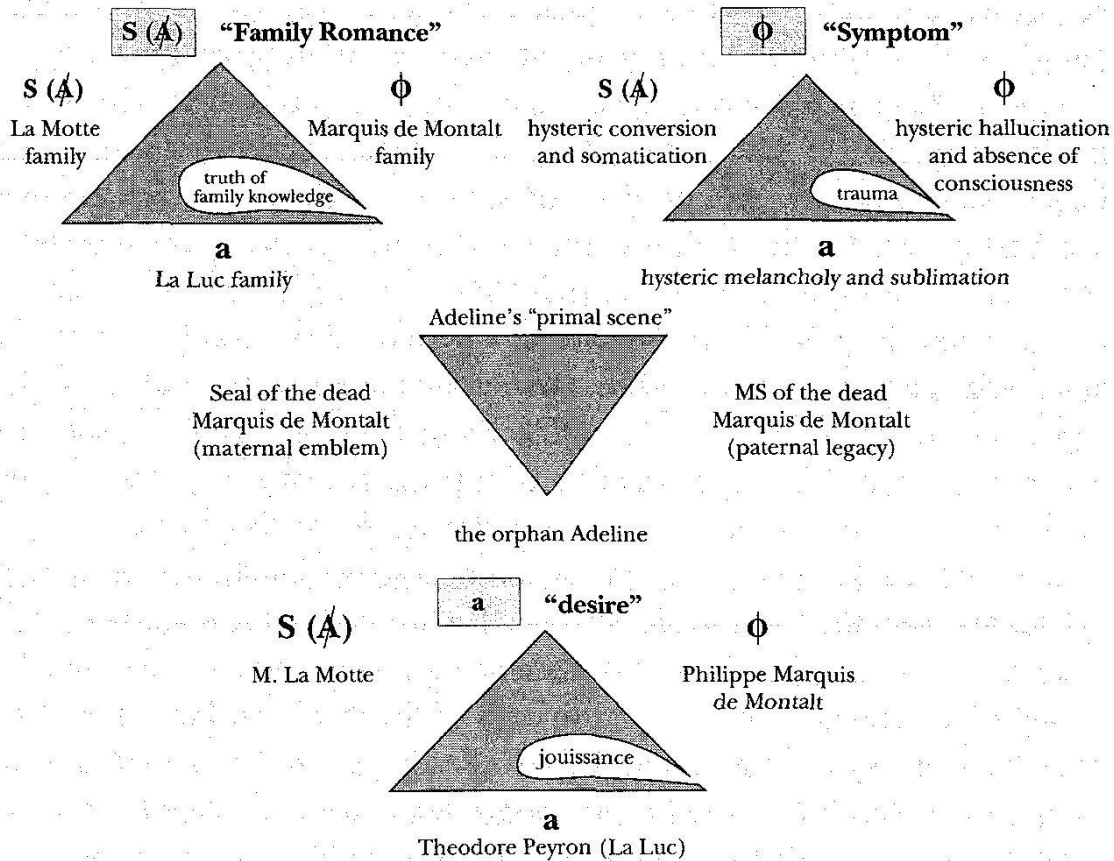 S (Ⱥ) “Family Romance”
S (Ⱥ)
La Motte
family
ϕ
Marquis de Montalt
family
truth of
family knowledge
a
La Luc family
ϕ “Symptom”
S (Ⱥ)
hysteric conversion
and somatication
ϕ
hysteric hallucination
and absence of
consciousness
trauma
a
hysteric melancholy and sublimation
Adeline’s “primal scene”
Seal of the dead
Marquis de Montalt
(maternal emblem)
MS of the dead
Marquis de Montalt
(paternal legacy)
the orphan Adeline
a “desire”
S (Ⱥ)
M. La Motte
ϕ
Philippe Marquis
de Montalt
jouissance
a
Theodore Peyron (La Luc)